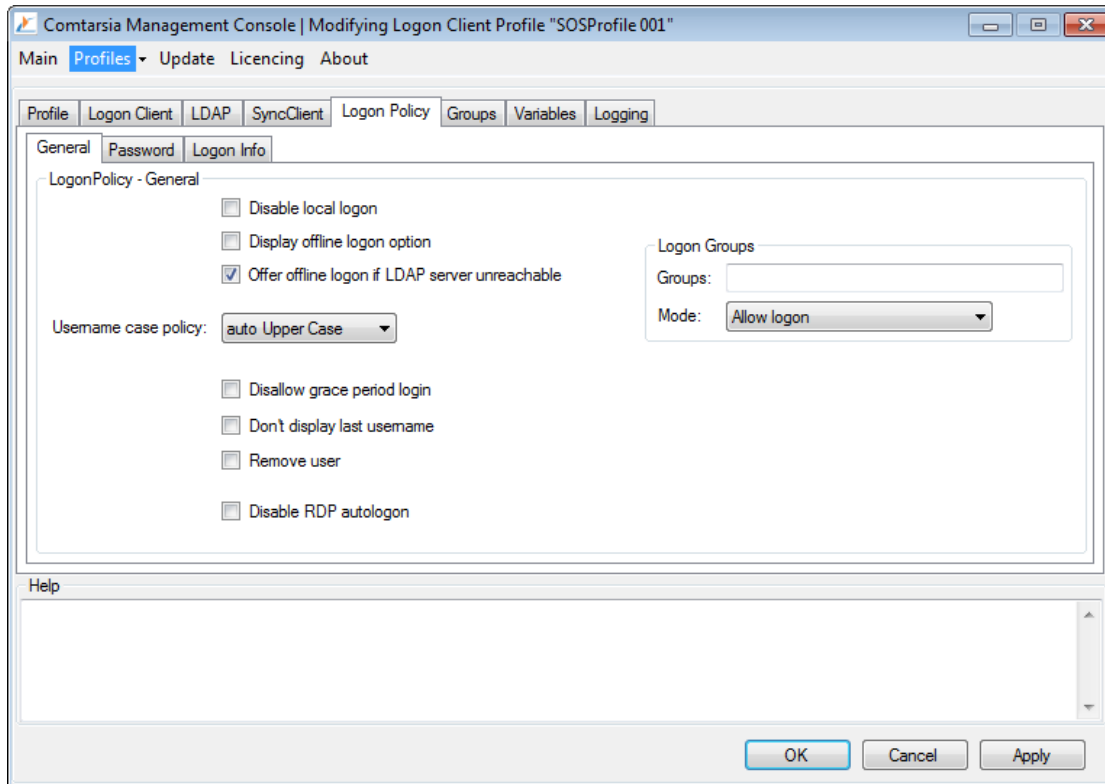 Comtarsia Management Console | Modifying Logon Client Profile "SOSProfile 001"
Main Profiles Update Licencing About
Profile Logon Client LDAP SyncClient Logon Policy Groups Variables Logging
General Password Logon Info
LogonPolicy - General
Disable local logon
Display offline logon option
Offer offline logon if LDAP server unreachable
Username case policy: auto Upper Case
Disallow grace period login
Don't display last username
Remove user
Disable RDP autologon
Logon Groups
Groups:
Mode: Allow logon
Help
OK Cancel Apply